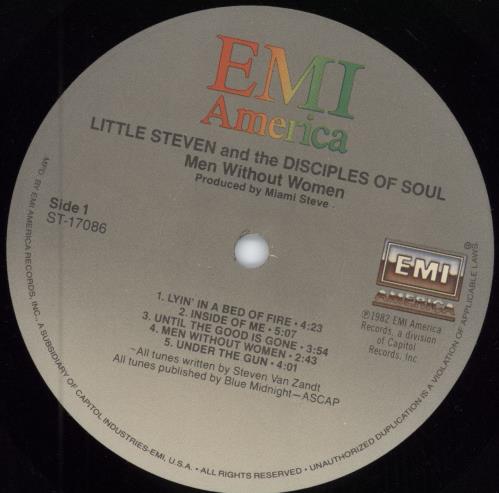 EMI
America
LITTLE STEVEN and the DISCIPLES OF SOUL
Men Without Women
Produced by Miami Steve
Side 1
ST-17086
EMI
AMERICA
℗1982 EMI America
Records, a division
of Capitol
Records, Inc.
1. LYIN' IN A BED OF FIRE • 4:23
2. INSIDE OF ME • 5:07
3. UNTIL THE GOOD IS GONE • 3:54
4. MEN WITHOUT WOMEN • 2:43
5. UNDER THE GUN • 4:01
–All tunes written by Steven Van Zandt
All tunes published by Blue Midnight–ASCAP
MFD. BY EMI AMERICA RECORDS, INC., A SUBSIDIARY OF CAPITOL INDUSTRIES-EMI, U.S.A. • ALL RIGHTS RESERVED • UNAUTHORIZED DUPLICATION IS A VIOLATION OF APPLICABLE LAWS.